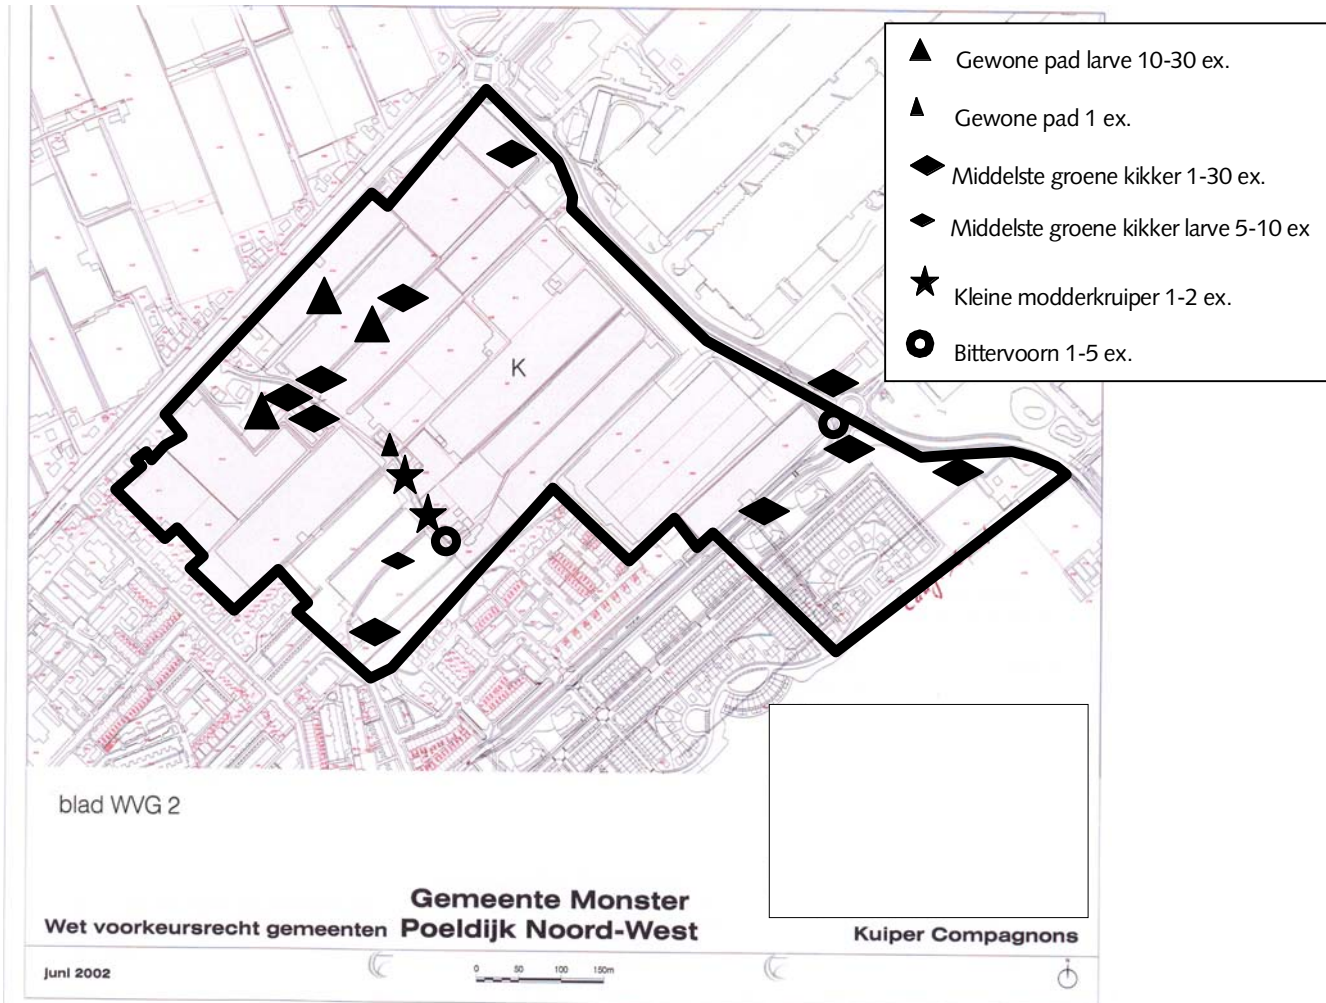 Gewone pad larve 10-30 ex.
Gewone pad 1 ex.
Middelste groene kikker 1-30 ex.
Middelste groene kikker larve 5-10 ex
Kleine modderkruiper 1-2 ex.
Bittervoorn 1-5 ex.
K
blad WVG 2
Gemeente Monster
Wet voorkeursrecht gemeenten Poeldijk Noord-West
Kuiper Compagnons
juni 2002
0 50 100 150m